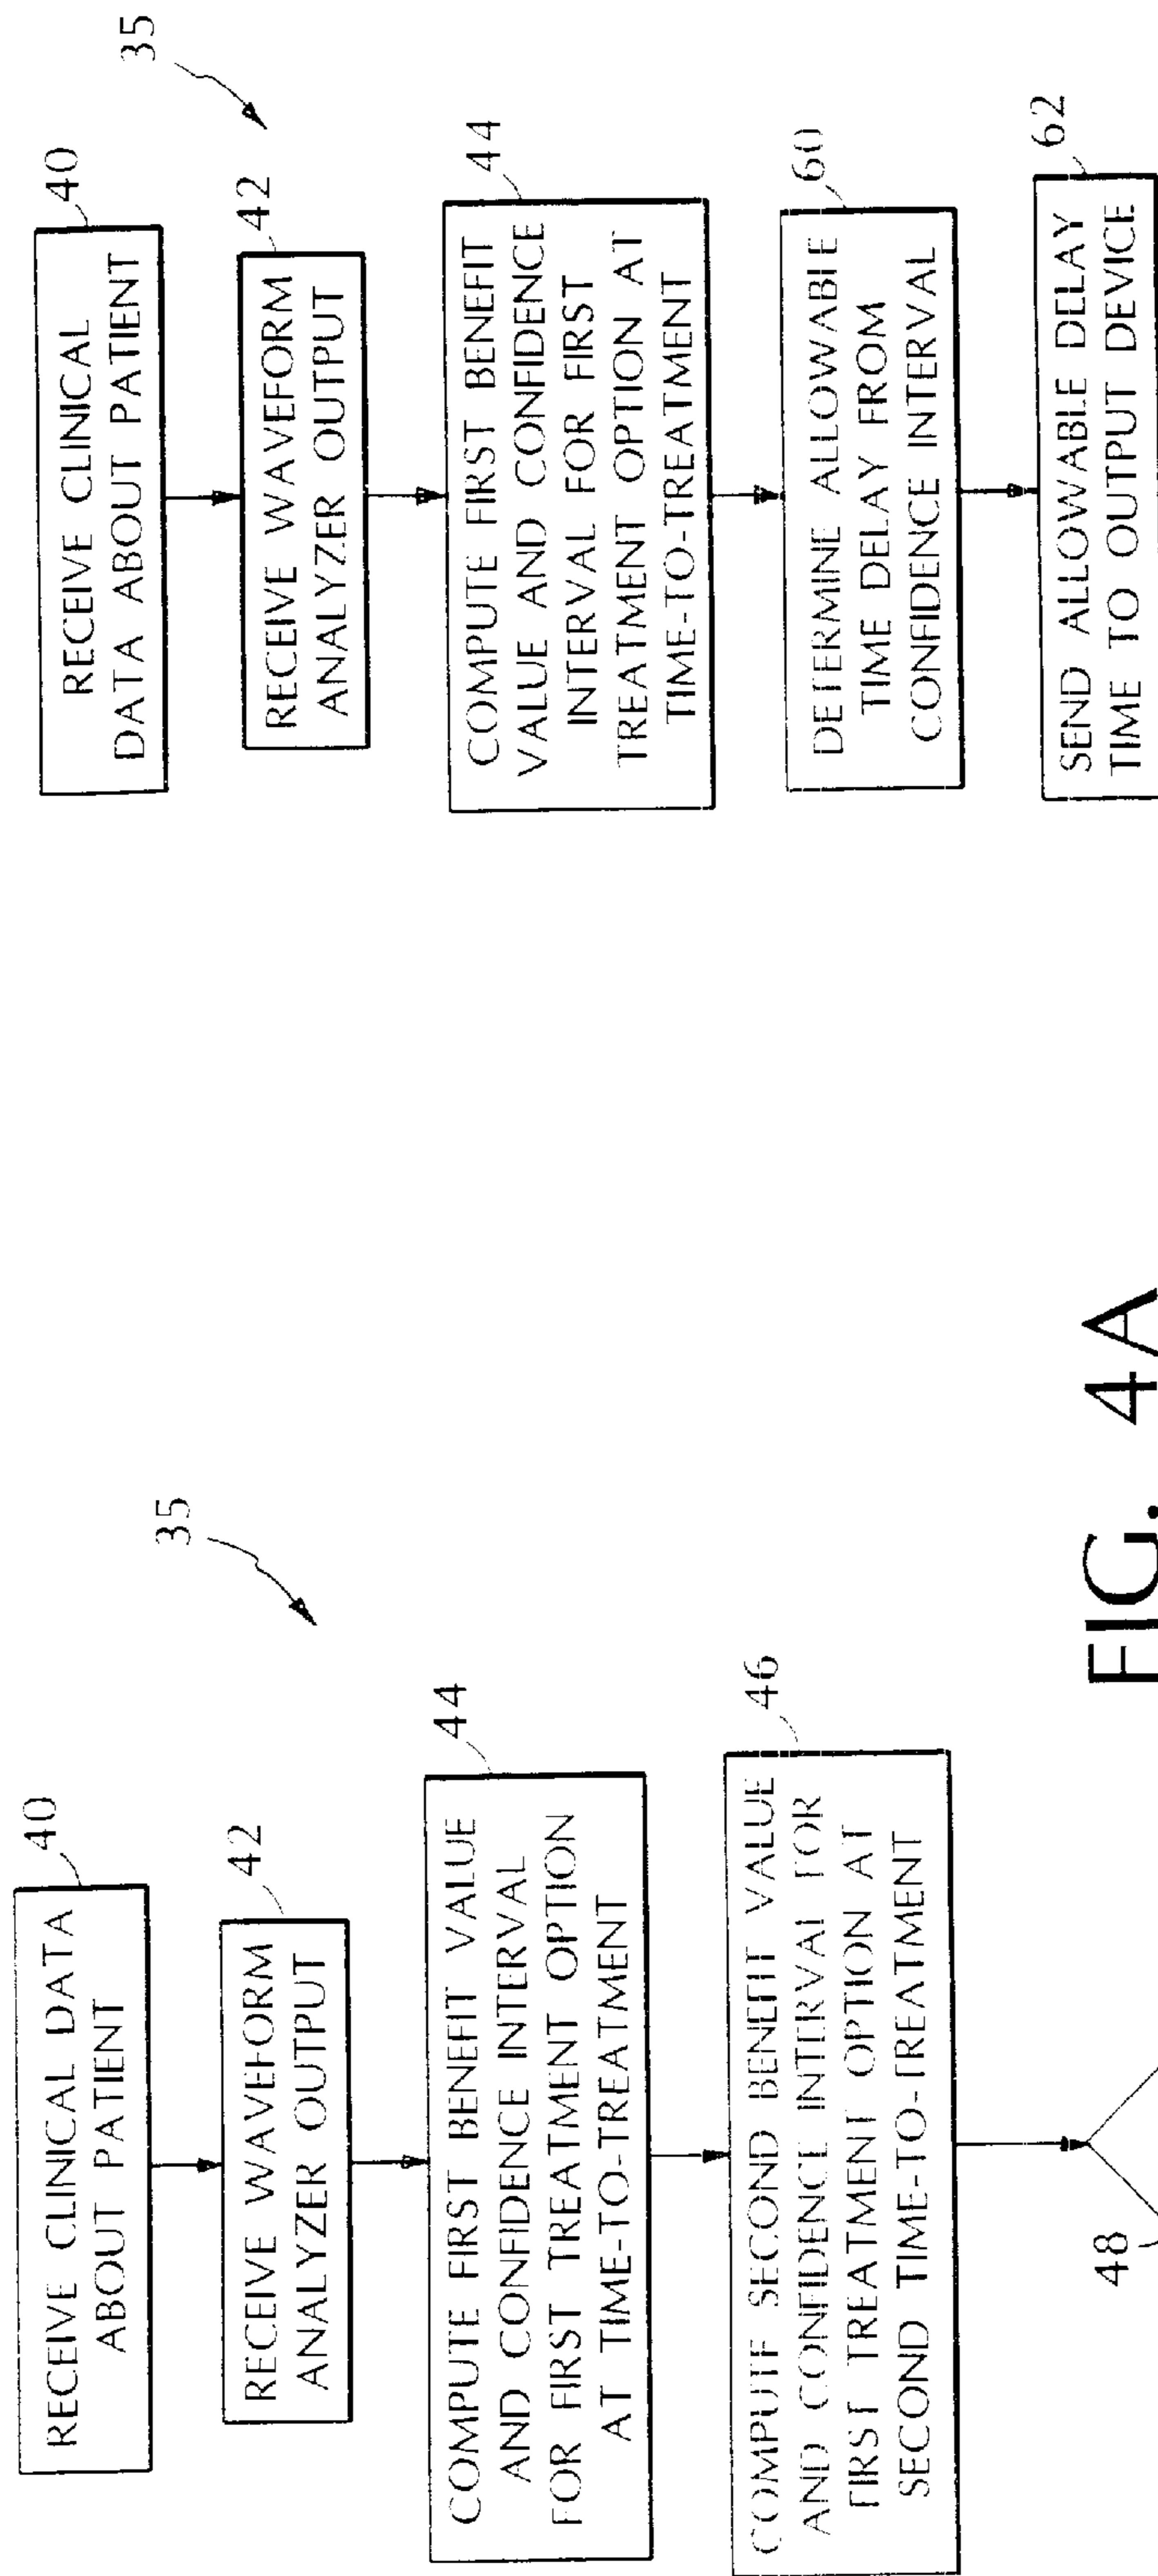 40
RECEIVE CLINICAL DATA
ABOUT PATIENT
35
42
RECEIVE WAVEFORM
ANALYZER OUTPUT
44
COMPUTE FIRST BENEFIT VALUE
AND CONFIDENCE INTERVAL
FOR FIRST TREATMENT OPTION
AT TIME-TO-TREATMENT
46
COMPUTE SECOND BENEFIT VALUE
AND CONFIDENCE INTERVAL FOR
FIRST TREATMENT OPTION AT
SECOND TIME-TO-TREATMENT
48
FIG. 4A
40
RECEIVE CLINICAL
DATA ABOUT PATIENT
35
42
RECEIVE WAVEFORM
ANALYZER OUTPUT
44
COMPUTE FIRST BENEFIT
VALUE AND CONFIDENCE
INTERVAL FOR FIRST
TREATMENT OPTION AT
TIME-TO-TREATMENT
60
DETERMINE ALLOWABLE
TIME DELAY FROM
CONFIDENCE INTERVAL
62
SEND ALLOWABLE DELAY
TIME TO OUTPUT DEVICE